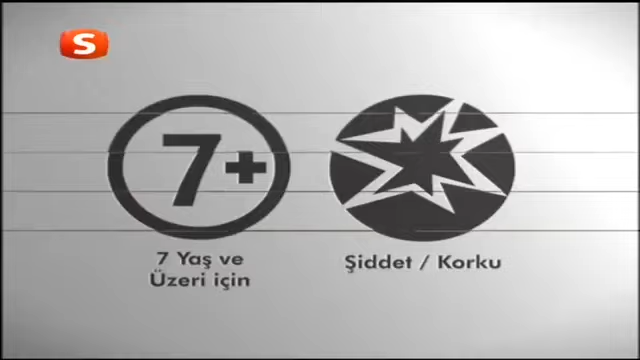 S
7+
7 Yaş ve
Üzeri için
Şiddet / Korku